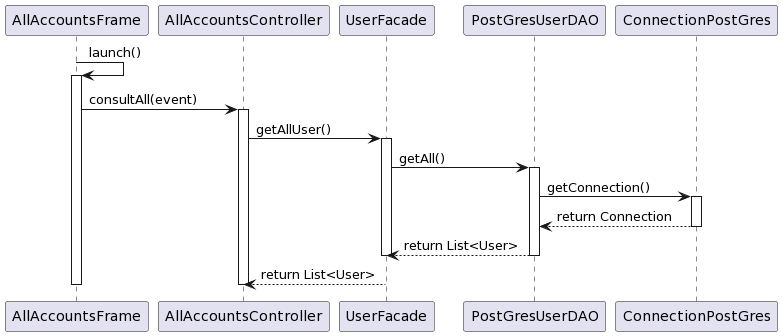 AllAccountsFrame AllAccountsController UserFacade PostGresUserDAO ConnectionPostGres
launch()
consultAll(event)
getAllUser()
getAll()
getConnection()
return Connection
return List<User>
return List<User>
AllAccountsFrame AllAccountsController UserFacade PostGresUserDAO ConnectionPostGres